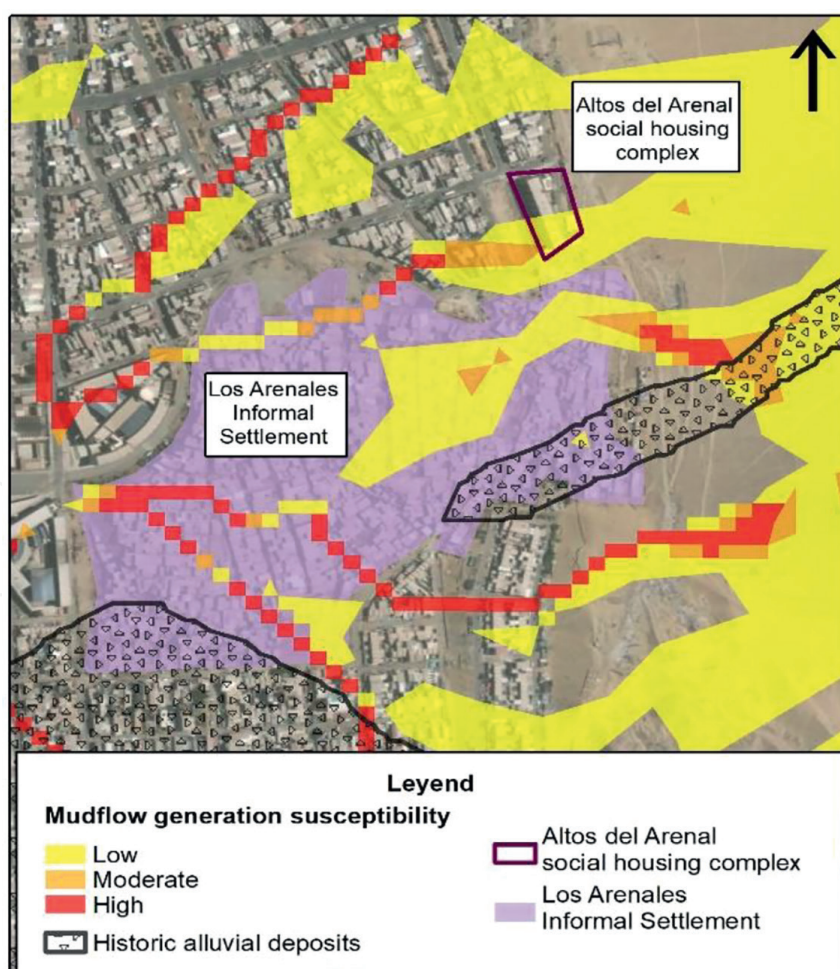 Altos del Arenal
social housing
complex
Los Arenales
Informal
Settlement
Leyend
Mudflow generation susceptibility
Low
Moderate
High
Historic alluvial deposits
Altos del Arenal
social housing complex
Los Arenales
Informal Settlement